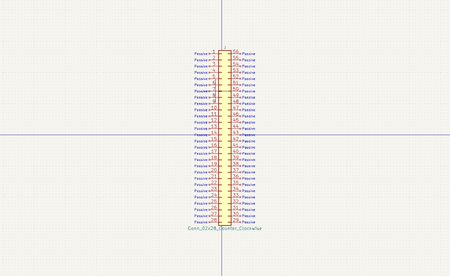 J
Passive 1 56 Passive
Passive 2 55 Passive
Passive 3 54 Passive
Passive 4 53 Passive
Passive 5 52 Passive
Passive 6 51 Passive
Passive 7 50 Passive
Passive 8 49 Passive
Passive 9 48 Passive
Passive 10 47 Passive
Passive 11 46 Passive
Passive 12 45 Passive
Passive 13 44 Passive
Passive 14 43 Passive
Passive 15 42 Passive
Passive 16 41 Passive
Passive 17 40 Passive
Passive 18 39 Passive
Passive 19 38 Passive
Passive 20 37 Passive
Passive 21 36 Passive
Passive 22 35 Passive
Passive 23 34 Passive
Passive 24 33 Passive
Passive 25 32 Passive
Passive 26 31 Passive
Passive 27 30 Passive
Passive 28 29 Passive
Conn_02x28_Counter_Clockwise